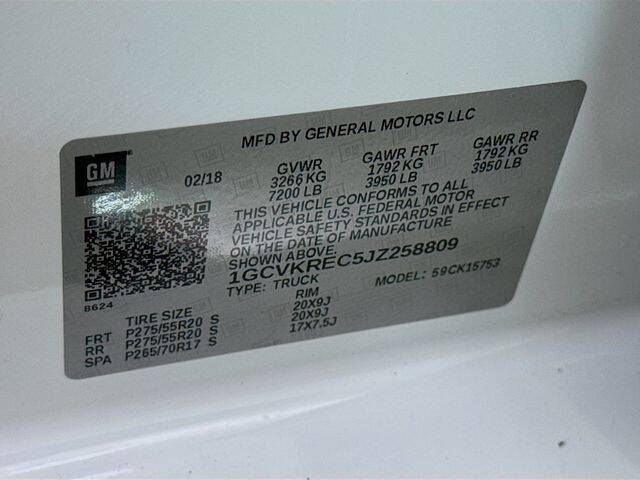 MFD BY GENERAL MOTORS LLC
GM
02/18 GVWR GAWR FRT GAWR RR
3266 KG 1792 KG 1792 KG
7200 LB 3950 LB 3950 LB
THIS VEHICLE CONFORMS TO ALL
APPLICABLE U.S. FEDERAL MOTOR
VEHICLE SAFETY STANDARDS IN EFFECT
ON THE DATE OF MANUFACTURE
SHOWN ABOVE.
1GCVKREC5JZ258809
TYPE: TRUCK MODEL: 59CK15753
8624
TIRE SIZE RIM
FRT P275/55R20 S 20X9J
RR P275/55R20 S 20X9J
SPA P265/70R17 S 17X7.5J